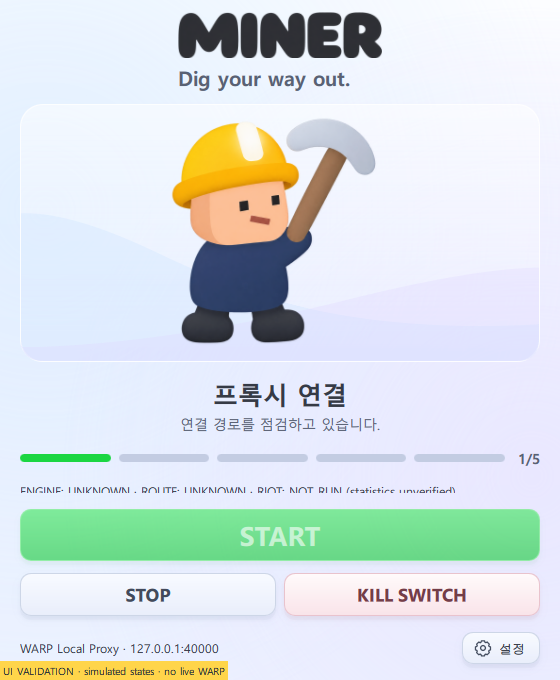 MINER
Dig your way out.
프록시 연결
연결 경로를 점검하고 있습니다.
1/5
ENGINE: UNKNOWN · ROUTE: UNKNOWN · RIOT: NOT_RUN (statistics unverified)
START
STOP
KILL SWITCH
WARP Local Proxy · 127.0.0.1:40000
설정
UI VALIDATION · simulated states · no live WARP